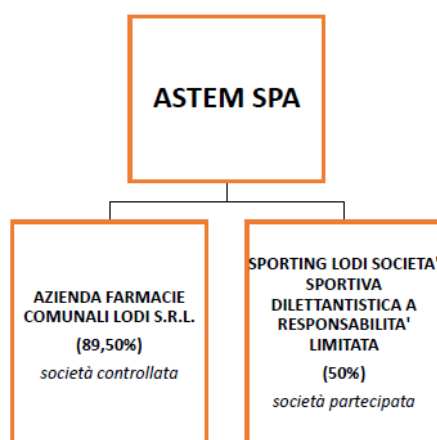 ASTEM SPA
AZIENDA FARMACIE
COMUNALI LODI S.R.L.
(89,50%)
società controllata
SPORTING LODI SOCIETA'
SPORTIVA
DILETTANTISTICA A
RESPONSABILITA'
LIMITATA
(50%)
società partecipata